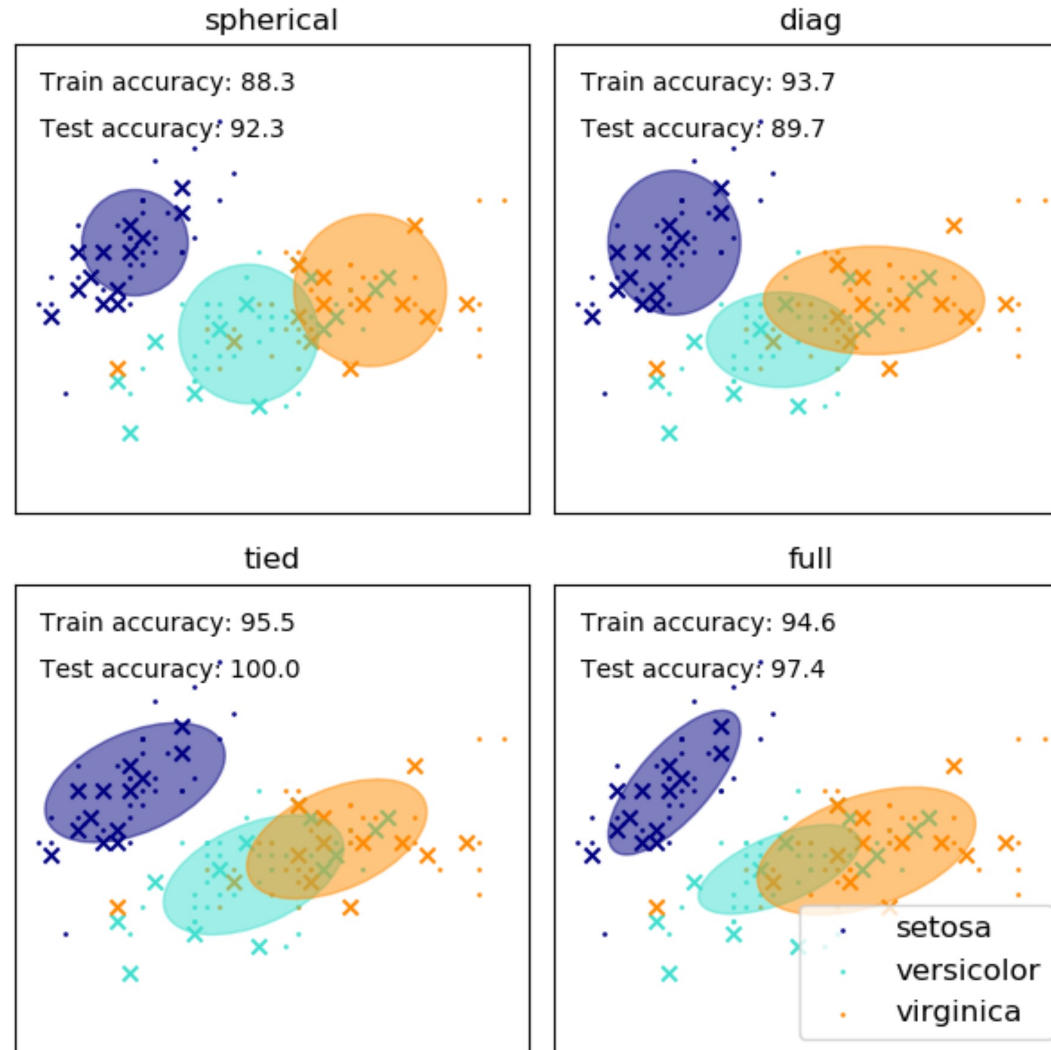 spherical
Train accuracy: 88.3
Test accuracy: 92.3
diag
Train accuracy: 93.7
Test accuracy: 89.7
tied
Train accuracy: 95.5
Test accuracy: 100.0
full
Train accuracy: 94.6
Test accuracy: 97.4
setosa
versicolor
virginica